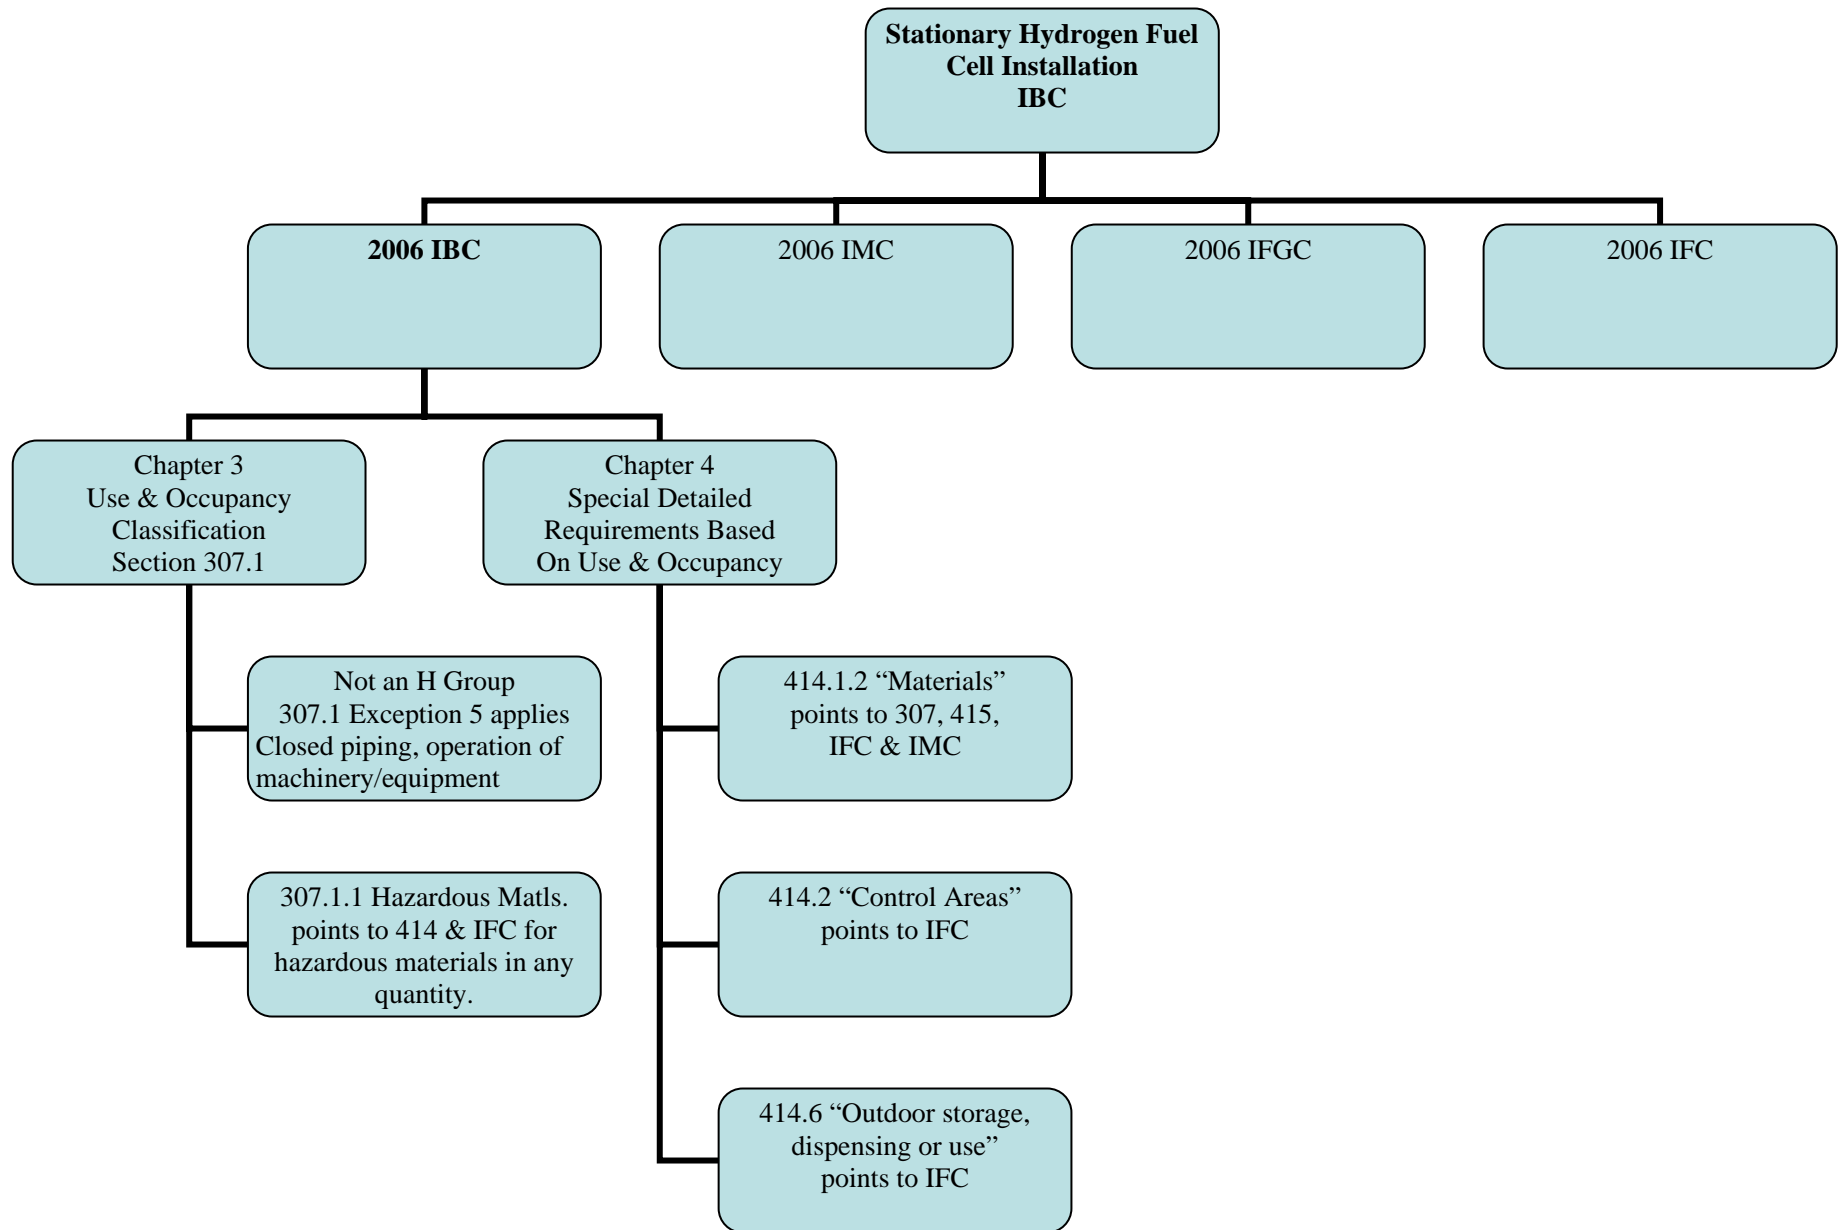 Stationary Hydrogen Fuel
Cell Installation
IBC
2006 IBC
2006 IMC
2006 IFGC
2006 IFC
Chapter 3
Use & Occupancy
Classification
Section 307.1
Chapter 4
Special Detailed
Requirements Based
On Use & Occupancy
Not an H Group
307.1 Exception 5 applies
Closed piping, operation of
machinery/equipment
414.1.2 “Materials”
points to 307, 415,
IFC & IMC
307.1.1 Hazardous Matls.
points to 414 & IFC for
hazardous materials in any
quantity.
414.2 “Control Areas”
points to IFC
414.6 “Outdoor storage,
dispensing or use”
points to IFC